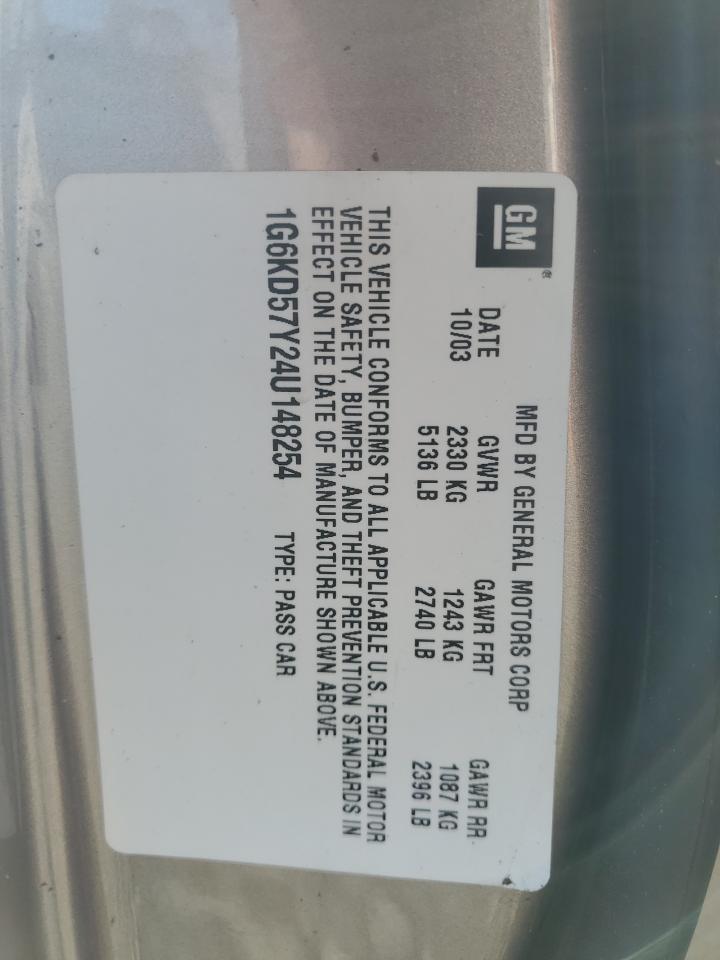 GM®
MFD BY GENERAL MOTORS CORP
DATE GVWR GAWR FRT GAWR RR
10/03 2330 KG 1243 KG 1087 KG
5136 LB 2740 LB 2396 LB
THIS VEHICLE CONFORMS TO ALL APPLICABLE U.S. FEDERAL MOTOR
VEHICLE SAFETY, BUMPER, AND THEFT PREVENTION STANDARDS IN
EFFECT ON THE DATE OF MANUFACTURE SHOWN ABOVE.
1G6KD57Y24U148254 TYPE: PASS CAR